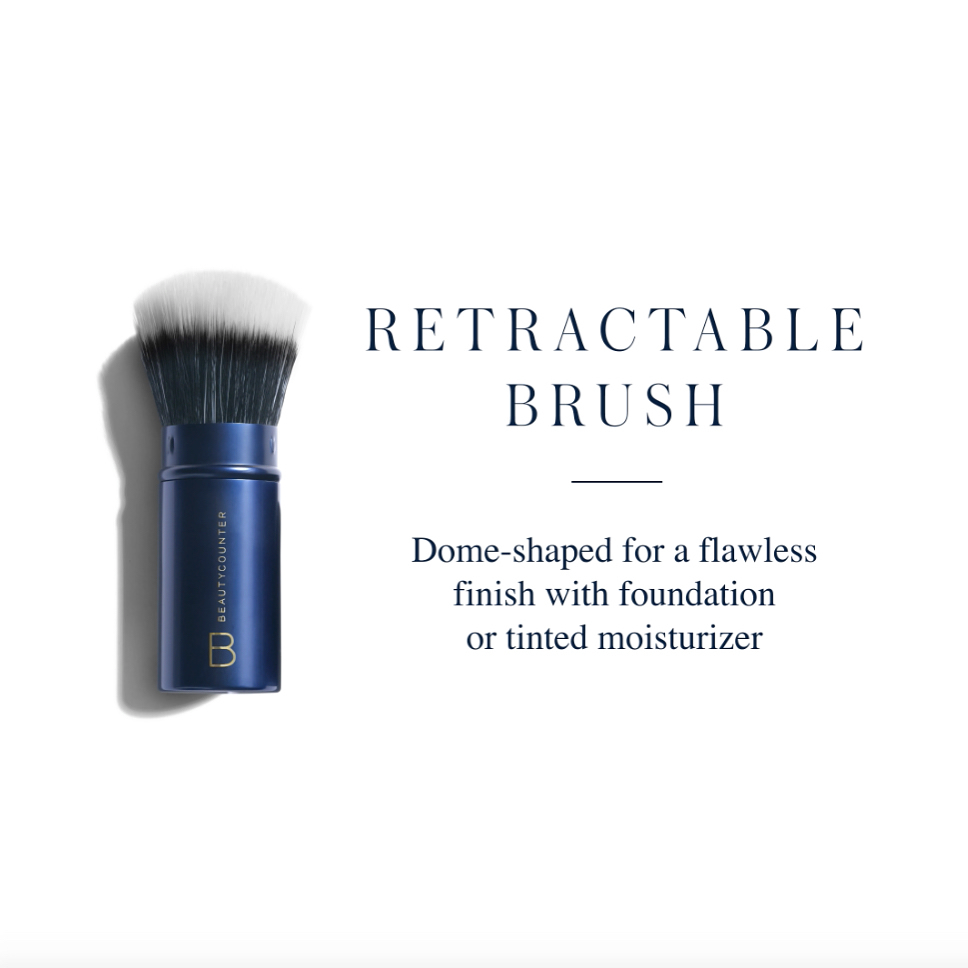 RETRACTABLE
BRUSH
Dome-shaped for a flawless
finish with foundation
or tinted moisturizer
BEAUTYCOUNTER
B